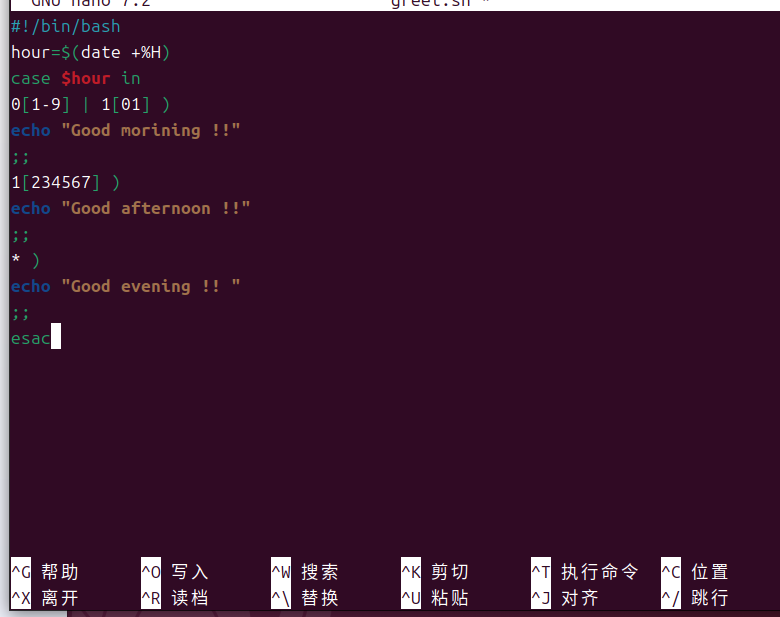 GNU nano 7.2 greet.sh *
#!/bin/bash
hour=$(date +%H)
case $hour in
0[1-9] | 1[01] )
echo "Good morining !!"
;;
1[234567] )
echo "Good afternoon !!"
;;
* )
echo "Good evening !! "
;;
esac
^G 帮助 ^O 写入 ^W 搜索 ^K 剪切 ^T 执行命令 ^C 位置
^X 离开 ^R 读档 ^\ 替换 ^U 粘贴 ^J 对齐 ^/ 跳行